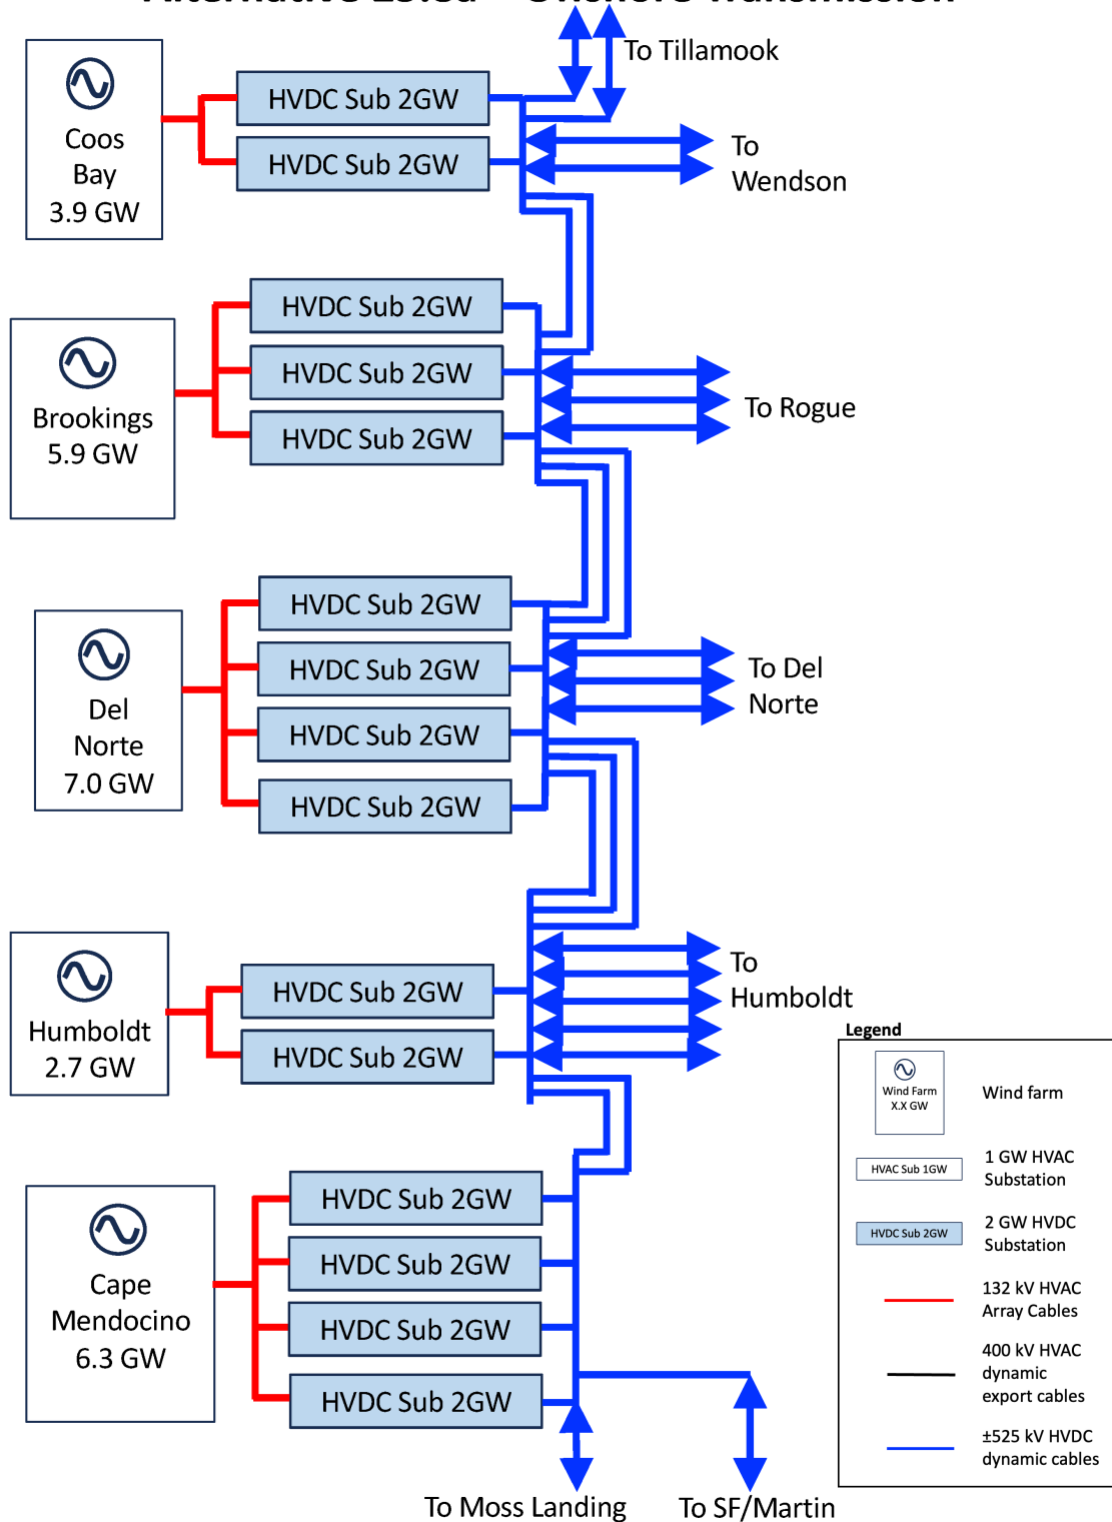 To Tillamook
HVDC Sub 2GW
Coos
Bay
3.9 GW
HVDC Sub 2GW
To
Wendson
HVDC Sub 2GW
Brookings
5.9 GW
HVDC Sub 2GW
To Rogue
HVDC Sub 2GW
HVDC Sub 2GW
Del
Norte
7.0 GW
HVDC Sub 2GW
To Del
Norte
HVDC Sub 2GW
HVDC Sub 2GW
Humboldt
2.7 GW
HVDC Sub 2GW
HVDC Sub 2GW
To
Humboldt
HVDC Sub 2GW
Cape
Mendocino
6.3 GW
HVDC Sub 2GW
HVDC Sub 2GW
HVDC Sub 2GW
To Moss Landing
To SF/Martin
Legend
Wind Farm
X.X GW
Wind farm
HVAC Sub 1GW
1 GW HVAC
Substation
HVDC Sub 2GW
2 GW HVDC
Substation
132 kV HVAC
Array Cables
400 kV HVAC
dynamic
export cables
±525 kV HVDC
dynamic cables